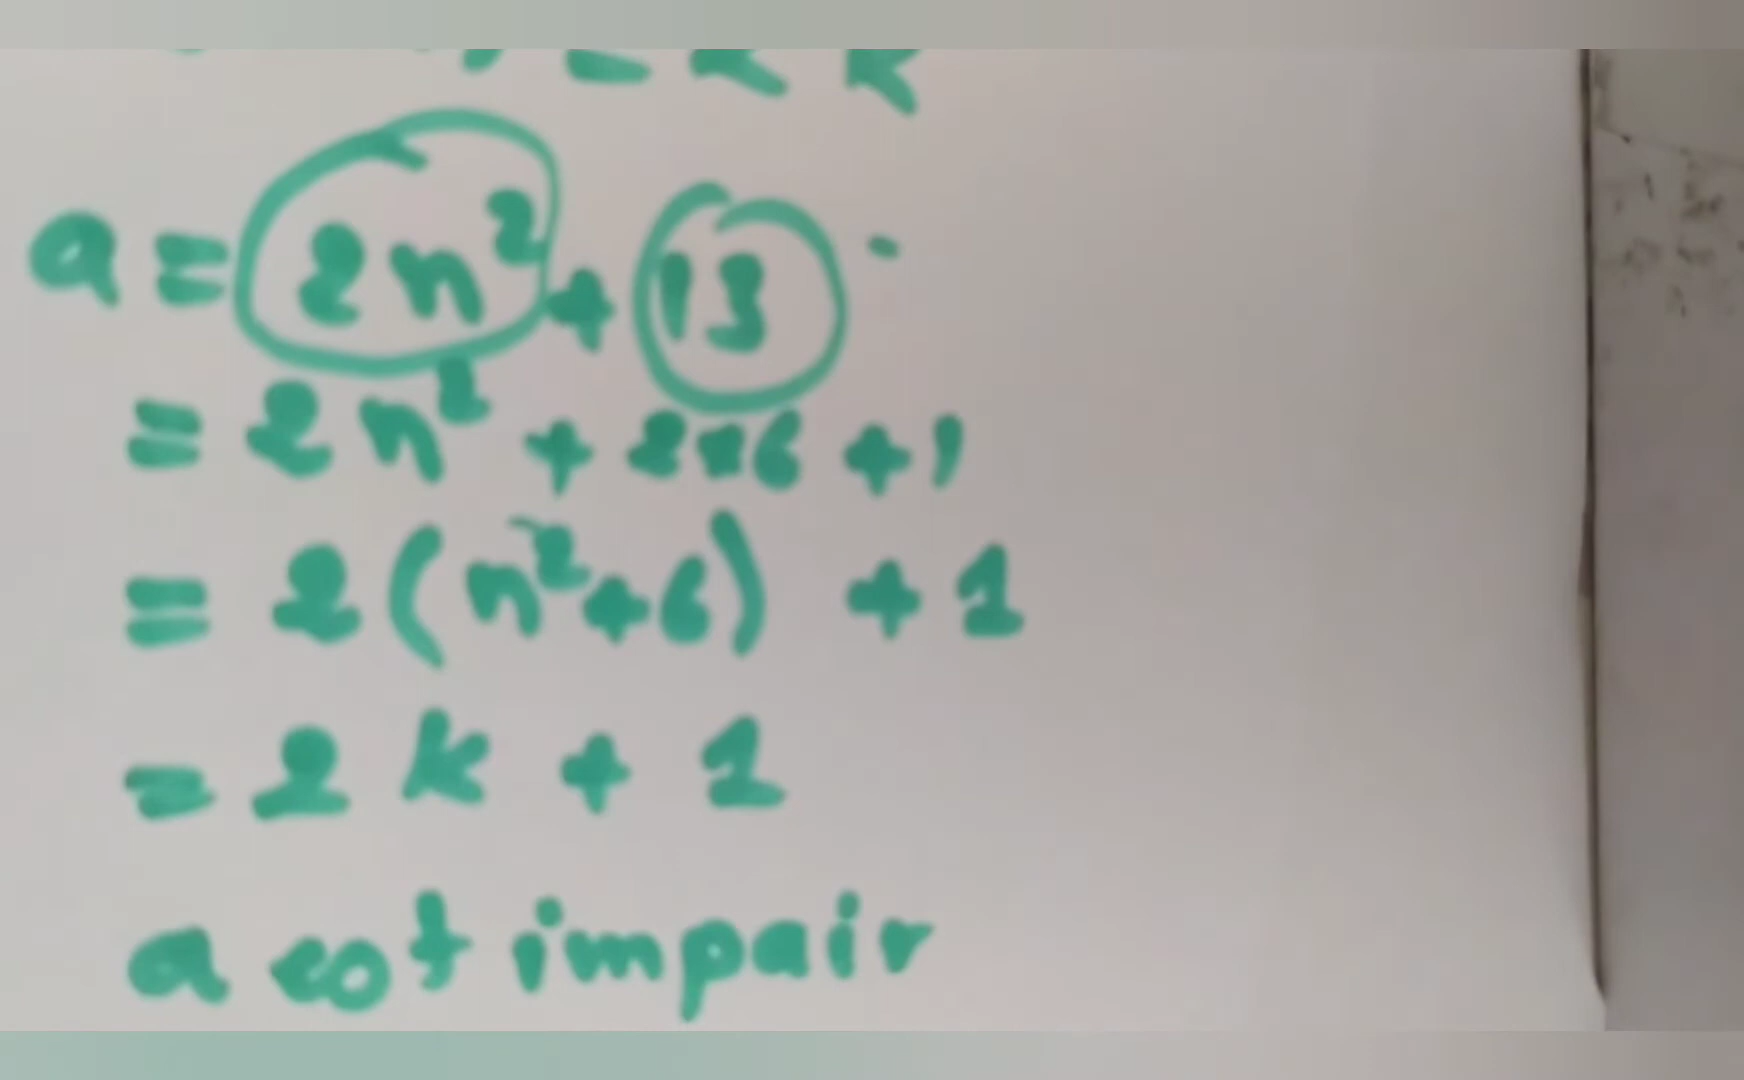 a = 2n² + 13
= 2n² + 2×6 + 1
= 2(n²+6) + 1
= 2k + 1
a est impair